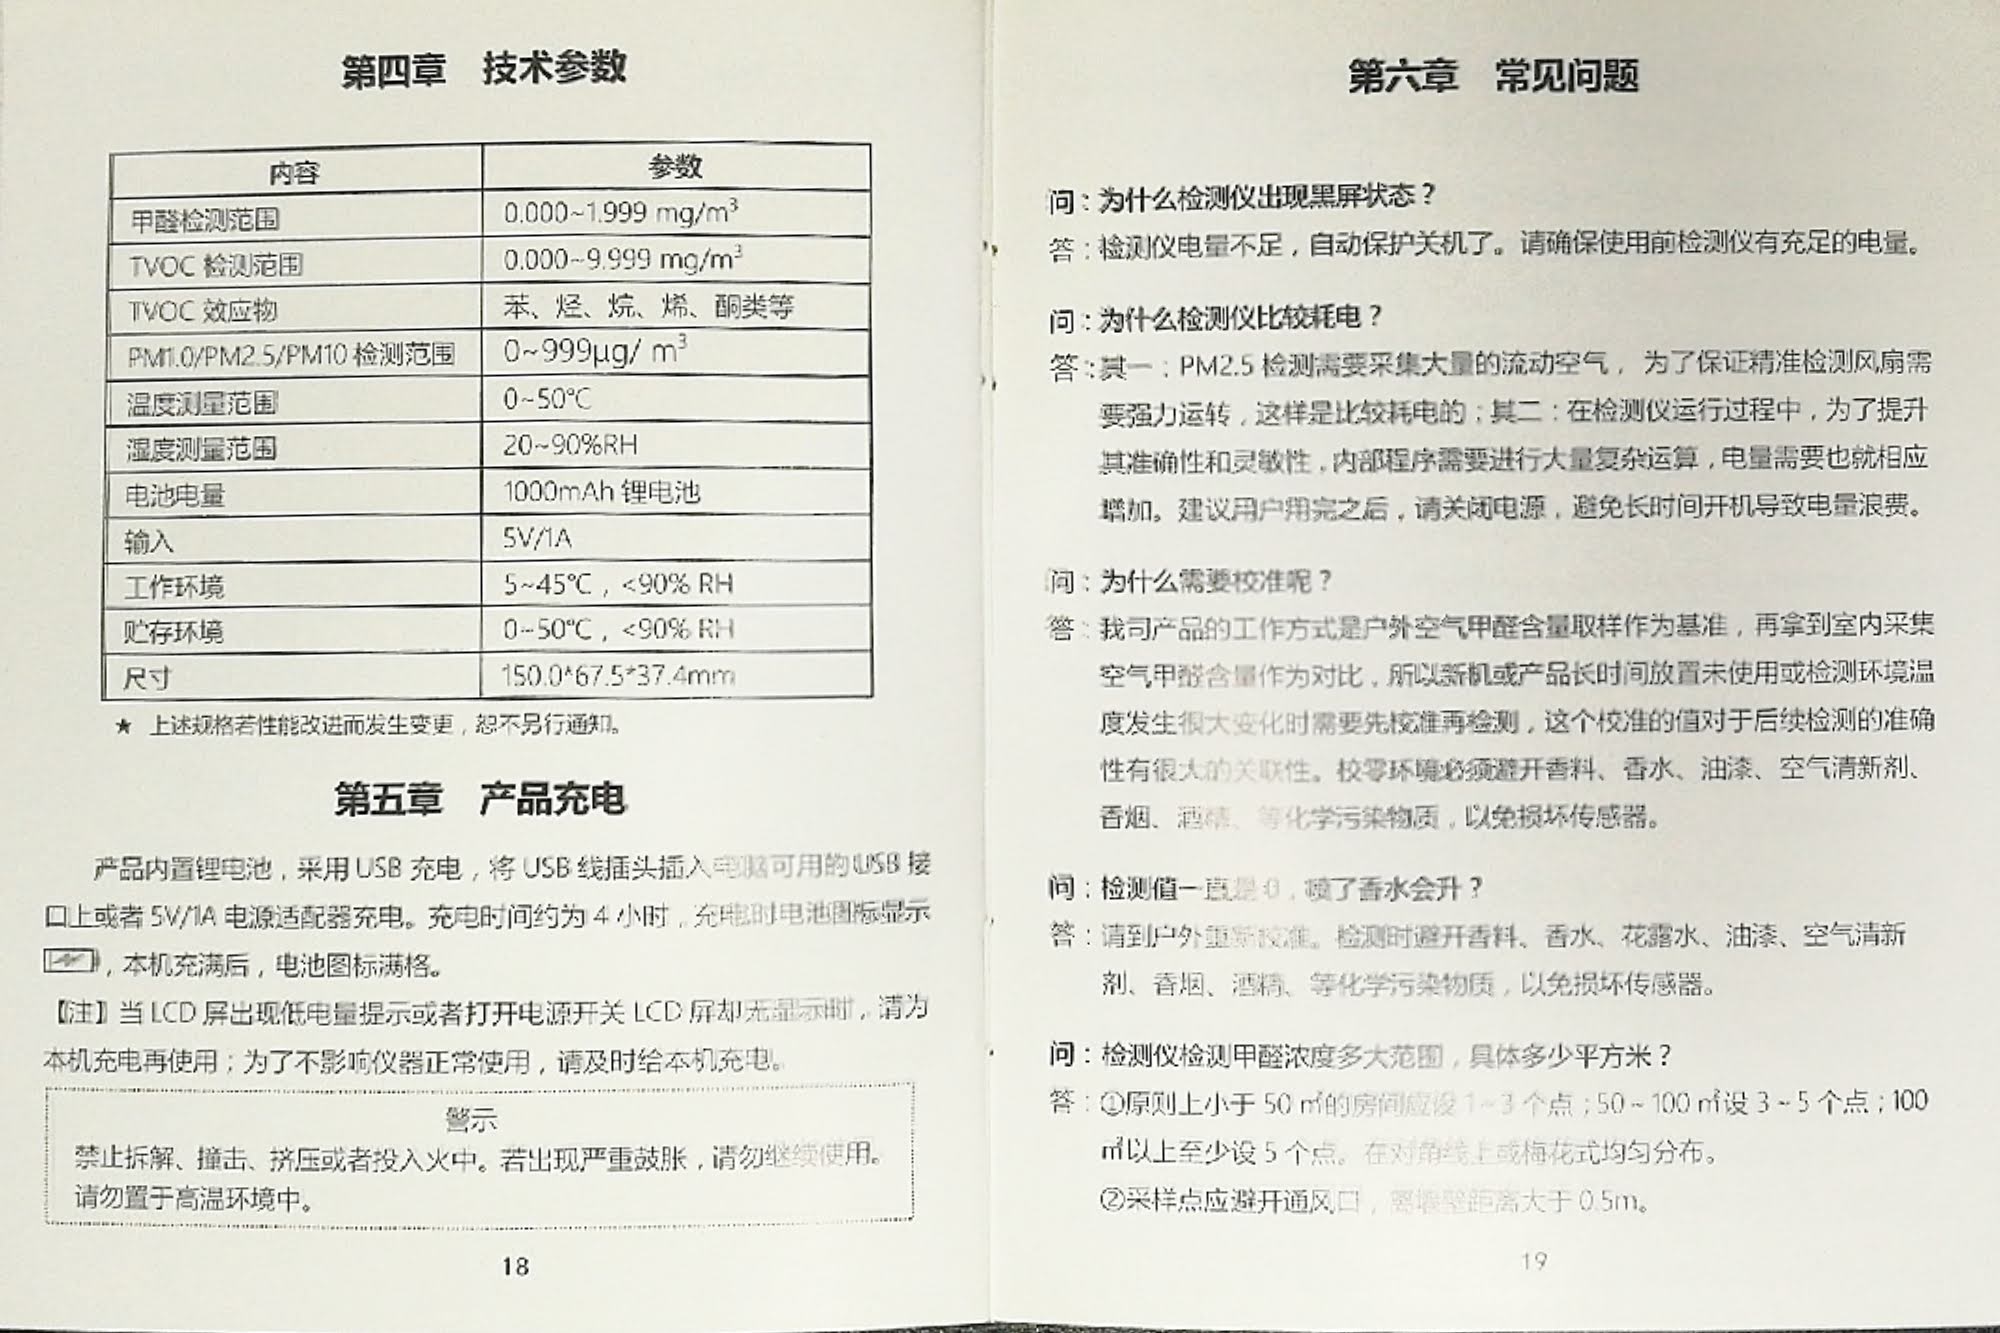 第四章 技术参数
内容 参数
甲醛检测范围 0.000~1.999 mg/m³
TVOC 检测范围 0.000~9.999 mg/m³
TVOC 效应物 苯、烃、烷、烯、酮类等
PM1.0/PM2.5/PM10 检测范围 0~999μg/ m³
温度测量范围 0~50℃
湿度测量范围 20~90%RH
电池电量 1000mAh 锂电池
输入 5V/1A
工作环境 5~45℃，<90% RH
贮存环境 0~50℃，<90% RH
尺寸 150.0*67.5*37.4mm
★ 上述规格若性能改进而发生变更，恕不另行通知。
第五章 产品充电
产品内置锂电池，采用 USB 充电，将 USB 线插头插入电脑可用的 USB 接
口上或者 5V/1A 电源适配器充电。充电时间约为 4 小时，充电时电池图标显示
，本机充满后，电池图标满格。
【注】当 LCD 屏出现低电量提示或者打开电源开关 LCD 屏却无显示时，请为
本机充电再使用；为了不影响仪器正常使用，请及时给本机充电。
警示
禁止拆解、撞击、挤压或者投入火中。若出现严重鼓胀，请勿继续使用。
请勿置于高温环境中。
18
第六章 常见问题
问：为什么检测仪出现黑屏状态？
答：检测仪电量不足，自动保护关机了。请确保使用前检测仪有充足的电量。
问：为什么检测仪比较耗电？
答：其一：PM2.5 检测需要采集大量的流动空气， 为了保证精准检测风扇需
要强力运转，这样是比较耗电的；其二：在检测仪运行过程中，为了提升
其准确性和灵敏性，内部程序需要进行大量复杂运算，电量需要也就相应
增加。建议用户用完之后，请关闭电源，避免长时间开机导致电量浪费。
问：为什么需要校准呢？
答：我司产品的工作方式是户外空气甲醛含量取样作为基准，再拿到室内采集
空气甲醛含量作为对比，所以新机或产品长时间放置未使用或检测环境温
度发生很大变化时需要先校准再检测，这个校准的值对于后续检测的准确
性有很大的关联性。校零环境必须避开香料、香水、油漆、空气清新剂、
香烟、酒精、等化学污染物质，以免损坏传感器。
问：检测值一直是 0，喷了香水会升？
答：请到户外重新校准。检测时避开香料、香水、花露水、油漆、空气清新
剂、香烟、酒精、等化学污染物质，以免损坏传感器。
问：检测仪检测甲醛浓度多大范围，具体多少平方米？
答：①原则上小于 50 ㎡的房间应设 1~3 个点；50~100 ㎡设 3~5 个点；100
㎡以上至少设 5 个点。在对角线上或梅花式均匀分布。
②采样点应避开通风口，离墙壁距离大于 0.5m。
19